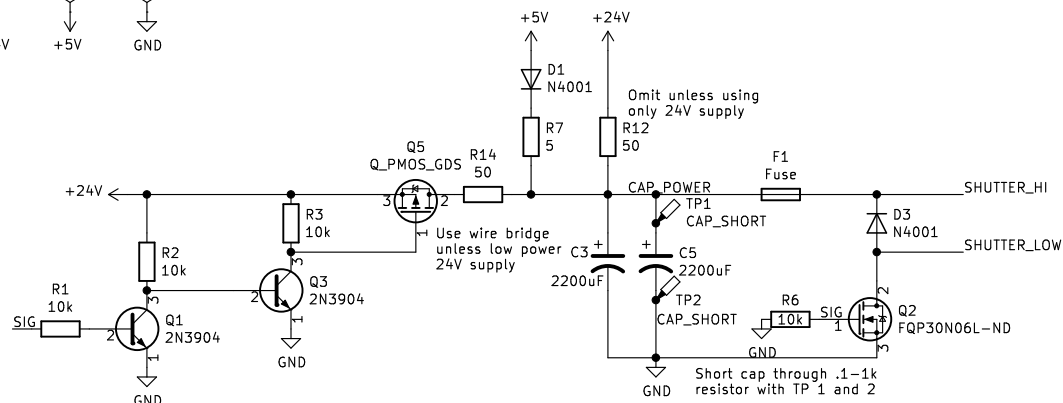 V
+5V
GND
+5V
+24V
D1
N4001
Omit unless using
only 24V supply
R7
5
R12
50
Q5
Q_PMOS_GDS
R14
50
F1
Fuse
+24V
3
2
1
CAP_POWER
SHUTTER_HI
TP1
CAP_SHORT
R3
10k
D3
N4001
Use wire bridge
unless low power
24V supply
R2
10k
C3
+
2200uF
C5
+
2200uF
SHUTTER_LOW
3
Q3
2N3904
2
1
TP2
CAP_SHORT
R1
10k
SIG
3
Q1
2N3904
2
1
R6
10k
SIG
1
2
Q2
FQP30N06L-ND
3
GND
GND
GND
GND
Short cap through .1-1k
resistor with TP 1 and 2